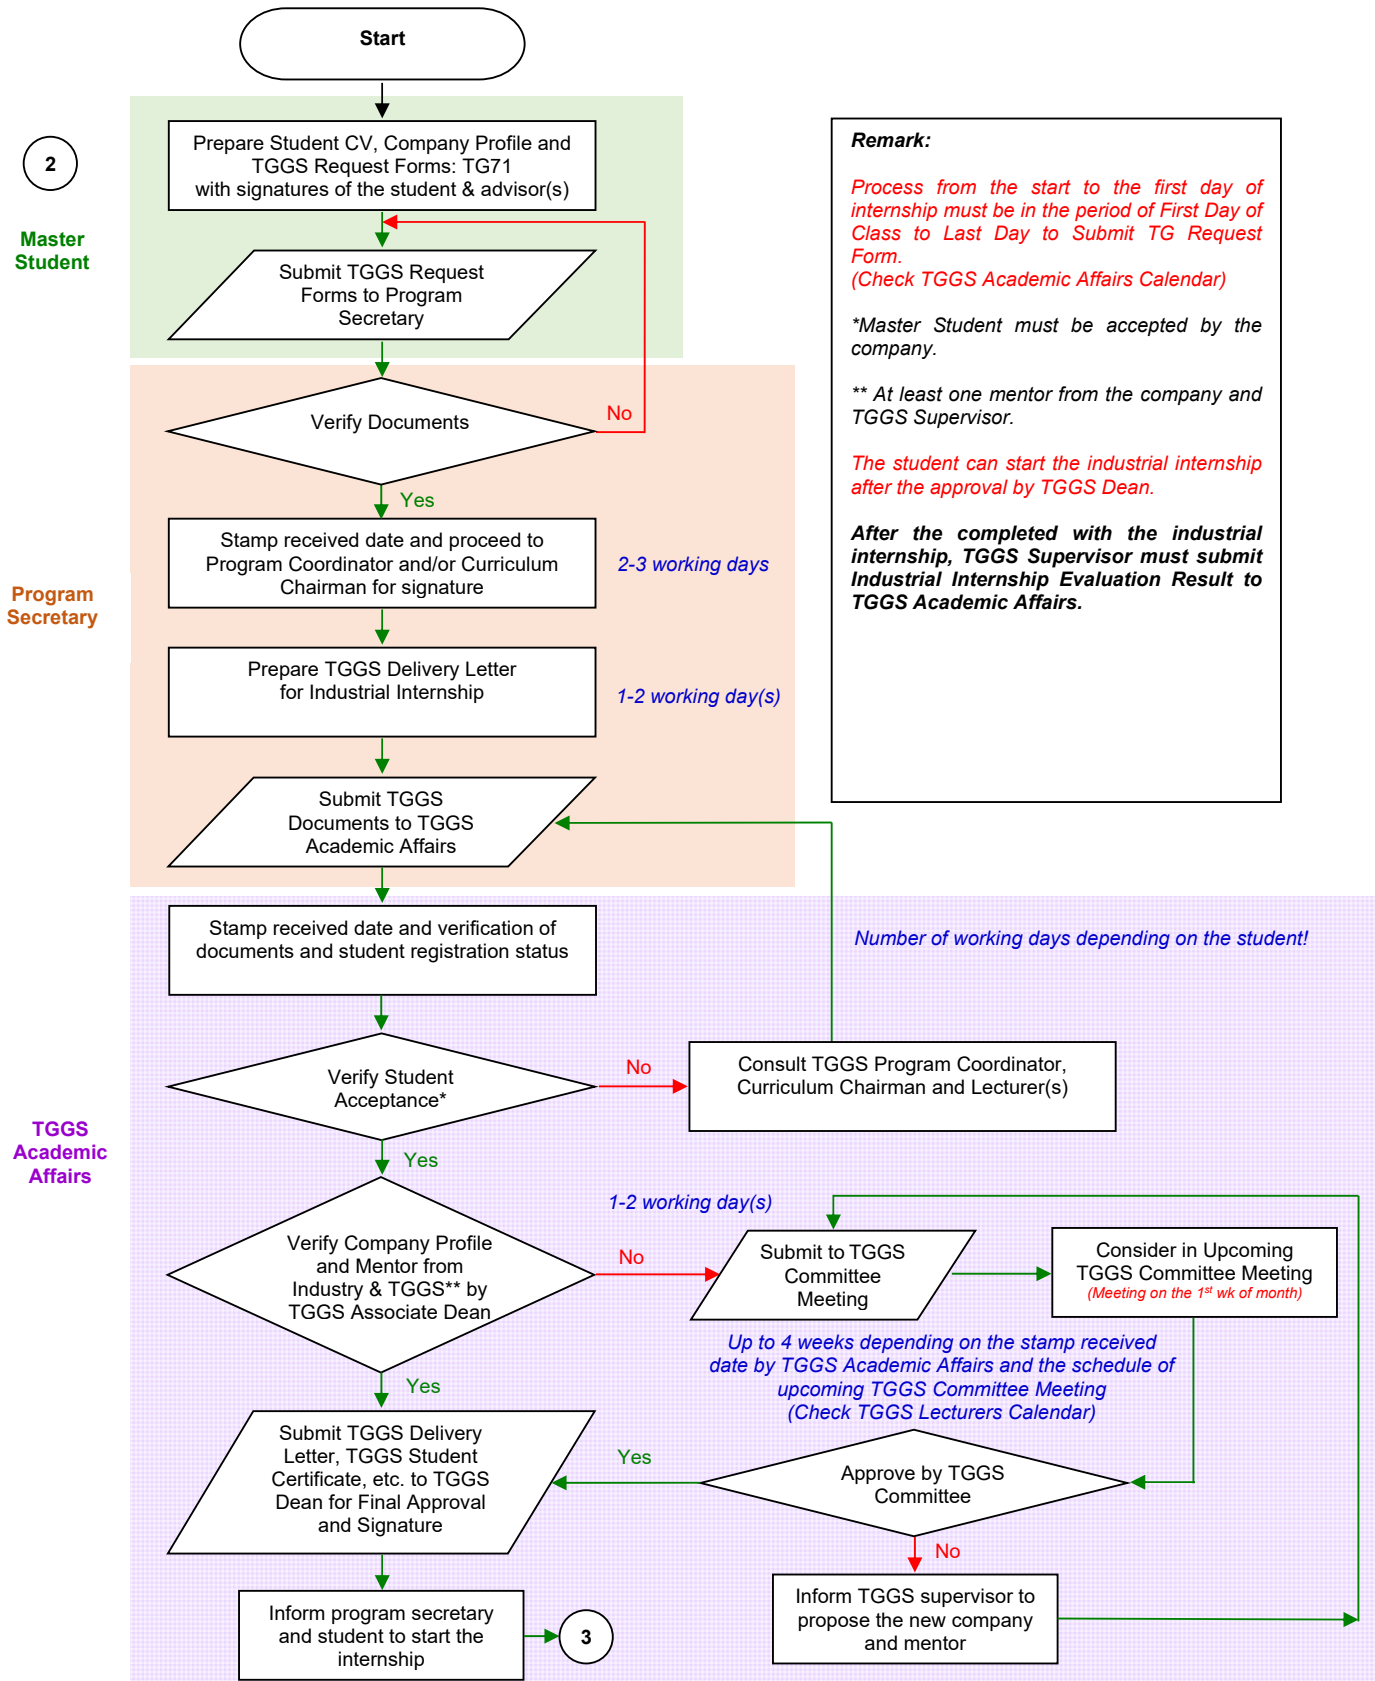 Start
2
Master
Student
Prepare Student CV, Company Profile and
TGGS Request Forms: TG71
with signatures of the student & advisor(s)
Submit TGGS Request
Forms to Program
Secretary
Remark:
Process from the start to the first day of
internship must be in the period of First Day of
Class to Last Day to Submit TG Request
Form.
(Check TGGS Academic Affairs Calendar)
*Master Student must be accepted by the
company.
** At least one mentor from the company and
TGGS Supervisor.
The student can start the industrial internship
after the approval by TGGS Dean.
After the completed with the industrial
internship, TGGS Supervisor must submit
Industrial Internship Evaluation Result to
TGGS Academic Affairs.
Program
Secretary
Verify Documents
No
Yes
Stamp received date and proceed to
Program Coordinator and/or Curriculum
Chairman for signature
2-3 working days
Prepare TGGS Delivery Letter
for Industrial Internship
1-2 working day(s)
Submit TGGS
Documents to TGGS
Academic Affairs
TGGS
Academic
Affairs
Stamp received date and verification of
documents and student registration status
Number of working days depending on the student!
Verify Student
Acceptance*
No
Consult TGGS Program Coordinator,
Curriculum Chairman and Lecturer(s)
Yes
1-2 working day(s)
Verify Company Profile
and Mentor from
Industry & TGGS** by
TGGS Associate Dean
No
Submit to TGGS
Committee
Meeting
Consider in Upcoming
TGGS Committee Meeting
(Meeting on the 1st wk of month)
Up to 4 weeks depending on the stamp received
date by TGGS Academic Affairs and the schedule of
upcoming TGGS Committee Meeting
(Check TGGS Lecturers Calendar)
Yes
Submit TGGS Delivery
Letter, TGGS Student
Certificate, etc. to TGGS
Dean for Final Approval
and Signature
Yes
Approve by TGGS
Committee
No
Inform program secretary
and student to start the
internship
3
Inform TGGS supervisor to
propose the new company
and mentor